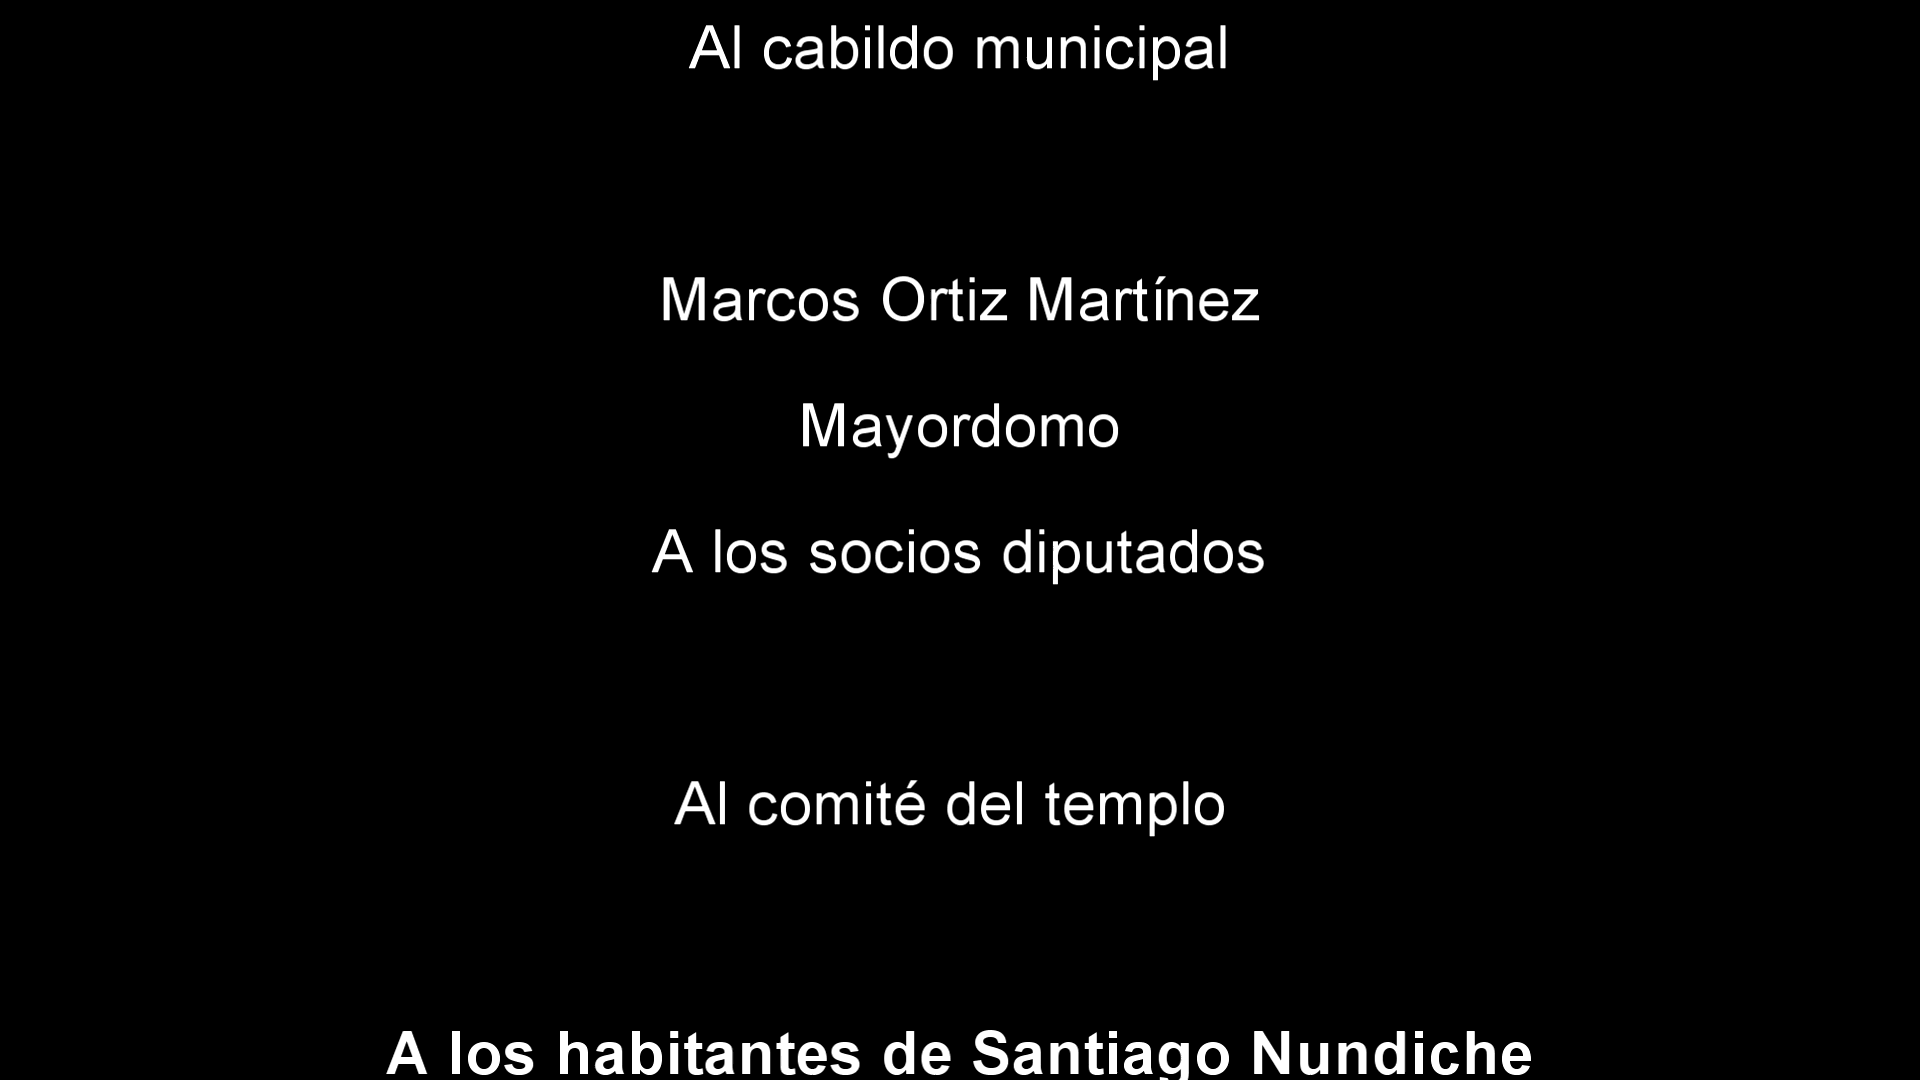 Al cabildo municipal
Marcos Ortiz Martínez
Mayordomo
A los socios diputados
Al comité del templo
A los habitantes de Santiago Nundiche